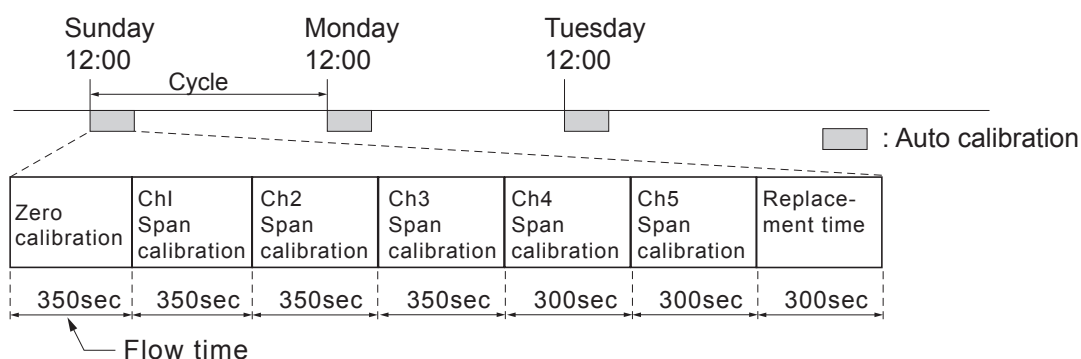 Sunday
12:00
Monday
12:00
Tuesday
12:00
Cycle
: Auto calibration
Zero
calibration
Chl
Span
calibration
Ch2
Span
calibration
Ch3
Span
calibration
Ch4
Span
calibration
Ch5
Span
calibration
Replace-
ment time
350sec
350sec
350sec
350sec
300sec
300sec
300sec
Flow time